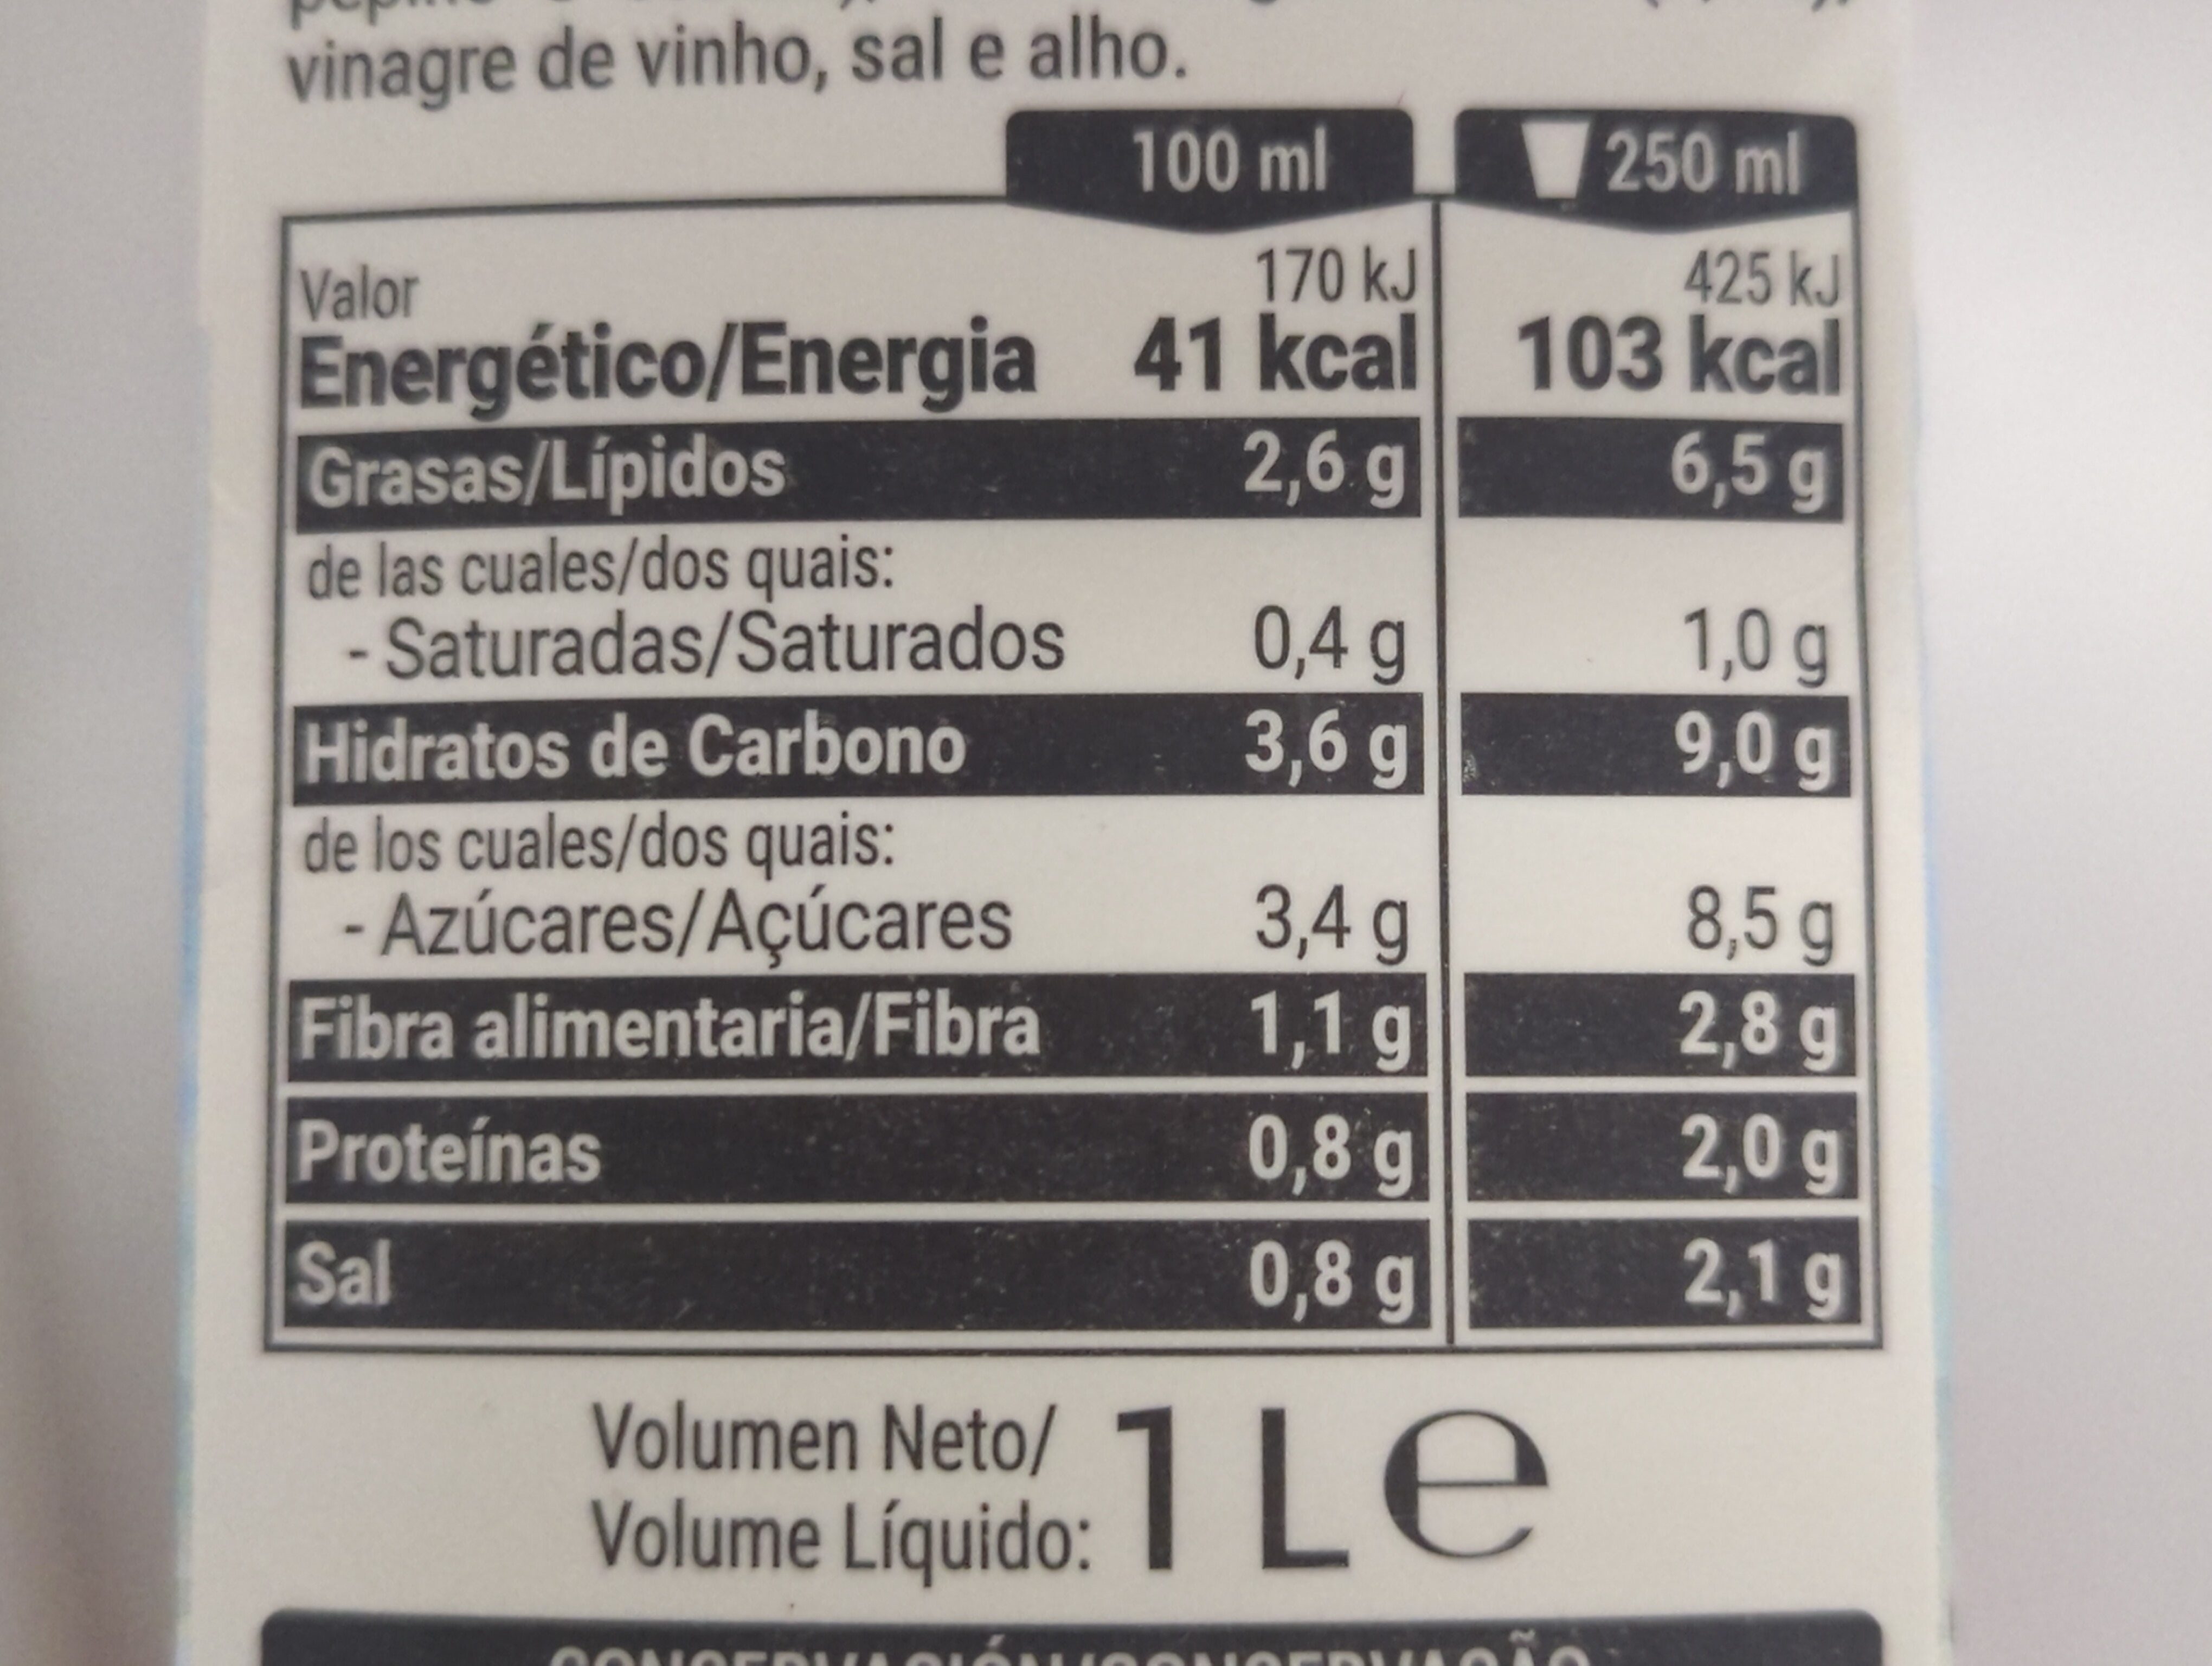 vinagre de vinho, sal e alho.
100 ml 250 ml
Valor 170 kJ 425 kJ
Energético/Energia 41 kcal 103 kcal
Grasas/Lípidos 2,6 g 6,5 g
de las cuales/dos quais:
- Saturadas/Saturados 0,4 g 1,0 g
Hidratos de Carbono 3,6 g 9,0 g
de los cuales/dos quais:
- Azúcares/Açúcares 3,4 g 8,5 g
Fibra alimentaria/Fibra 1,1 g 2,8 g
Proteínas 0,8 g 2,0 g
Sal 0,8 g 2,1 g
Volumen Neto/
Volume Líquido: 1 L e
CONSERVACIÓN/CONSERVAÇÃO